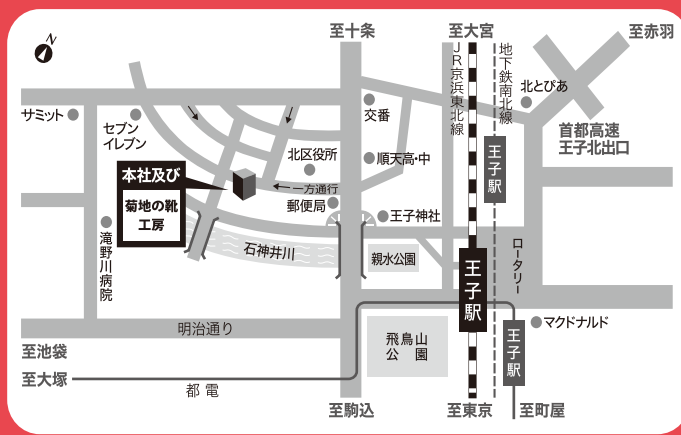 N
至十条
至大宮
至赤羽
JR京浜東北線
地下鉄南北線
北とぴあ
サミット
セブン
イレブン
交番
首都高速
王子北出口
北区役所
順天高・中
王子駅
本社及び
菊地の靴
工房
一方通行
郵便局
王子神社
滝野川病院
石神井川
親水公園
ロータリー
王子駅
明治通り
飛鳥山
公園
マクドナルド
王子駅
至池袋
至大塚
都電
至駒込
至東京
至町屋